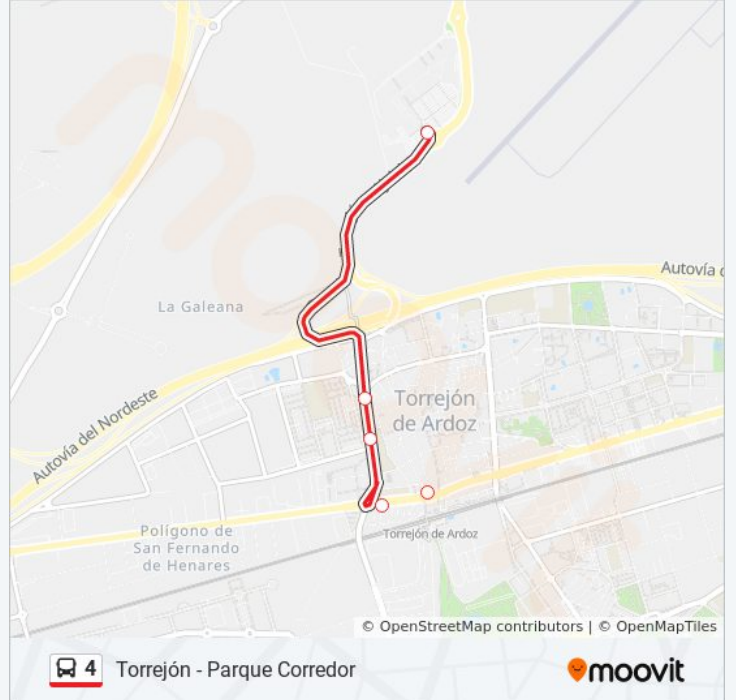 Autovía d
La Galeana
Torrejón
de Ardoz
Autovía del Nordeste
Polígono de
San Fernando
de Henares
Torrejón de Ardoz
© OpenStreetMap contributors | © OpenMapTiles
4 Torrejón - Parque Corredor
moovit